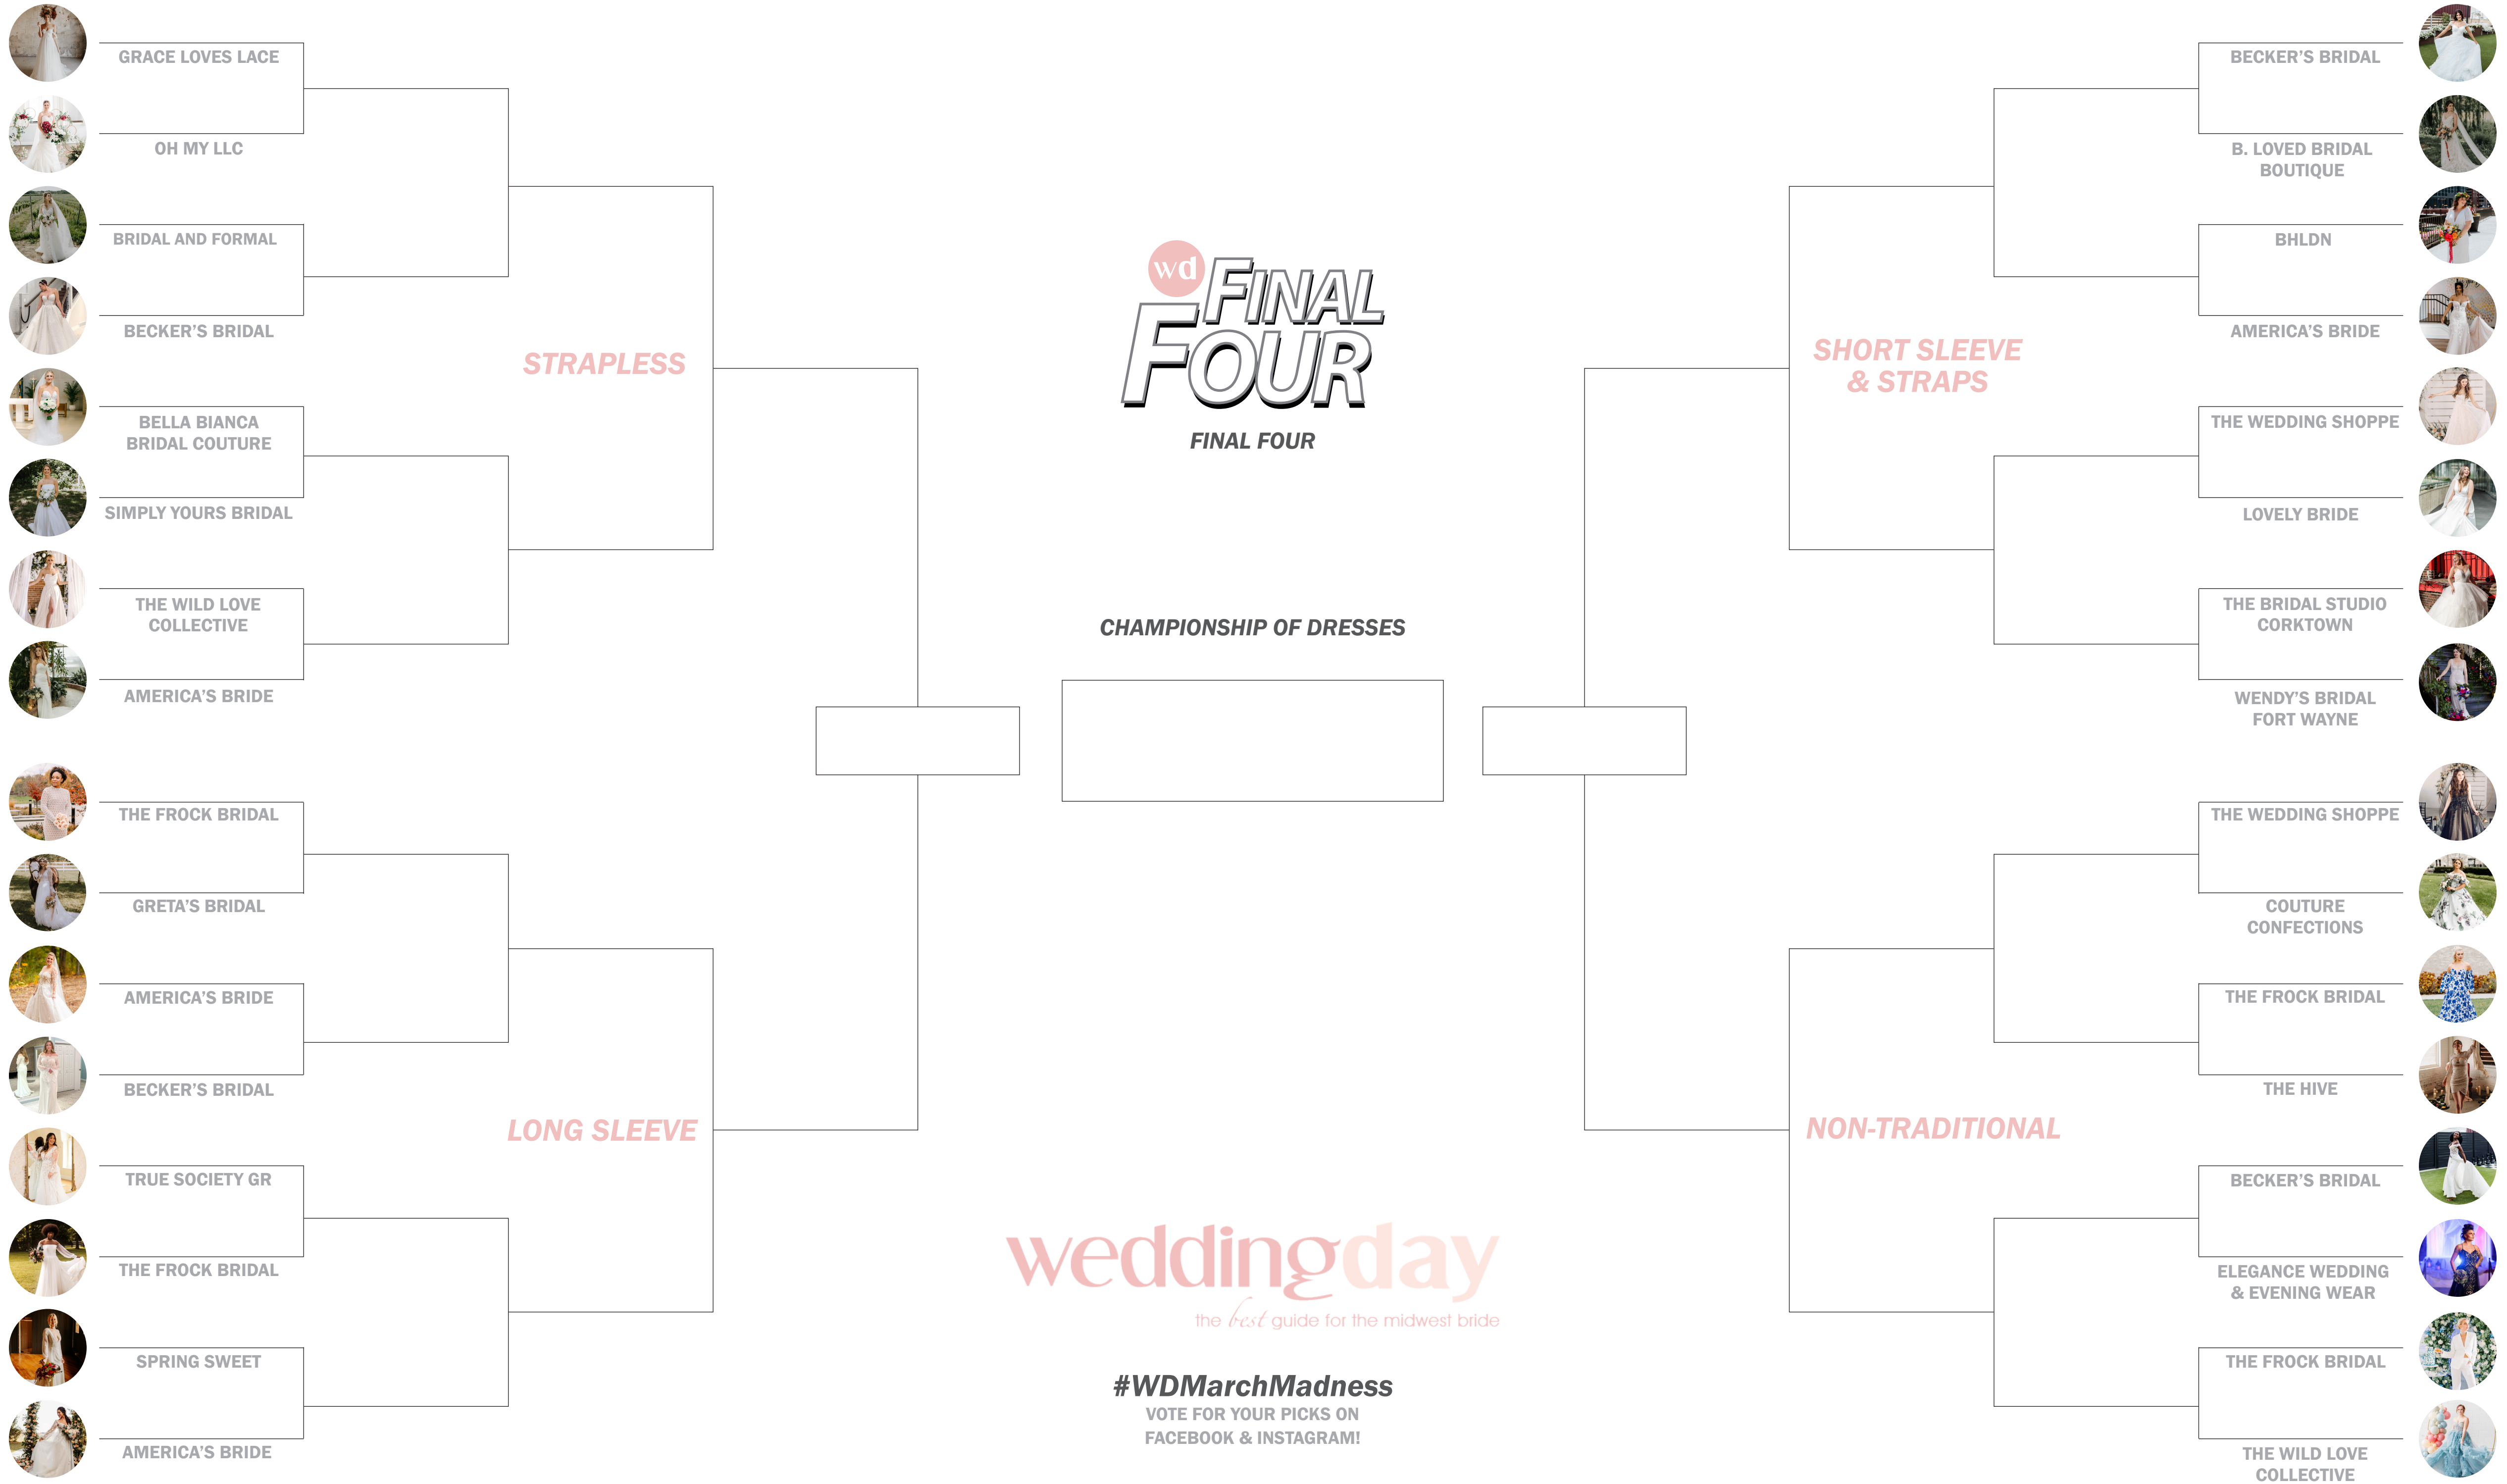 GRACE LOVES LACE
OH MY LLC
BRIDAL AND FORMAL
BECKER’S BRIDAL
BELLA BIANCA
BRIDAL COUTURE
SIMPLY YOURS BRIDAL
THE WILD LOVE
COLLECTIVE
AMERICA’S BRIDE
STRAPLESS
THE FROCK BRIDAL
GRETA’S BRIDAL
AMERICA’S BRIDE
BECKER’S BRIDAL
TRUE SOCIETY GR
THE FROCK BRIDAL
SPRING SWEET
AMERICA’S BRIDE
LONG SLEEVE
wd FINAL
FOUR
FINAL FOUR
CHAMPIONSHIP OF DRESSES
weddingday
the best guide for the midwest bride
#WDMarchMadness
VOTE FOR YOUR PICKS ON
FACEBOOK & INSTAGRAM!
SHORT SLEEVE
& STRAPS
BECKER’S BRIDAL
B. LOVED BRIDAL
BOUTIQUE
BHLDN
AMERICA’S BRIDE
THE WEDDING SHOPPE
LOVELY BRIDE
THE BRIDAL STUDIO
CORKTOWN
WENDY’S BRIDAL
FORT WAYNE
NON-TRADITIONAL
THE WEDDING SHOPPE
COUTURE
CONFECTIONS
THE FROCK BRIDAL
THE HIVE
BECKER’S BRIDAL
ELEGANCE WEDDING
& EVENING WEAR
THE FROCK BRIDAL
THE WILD LOVE
COLLECTIVE